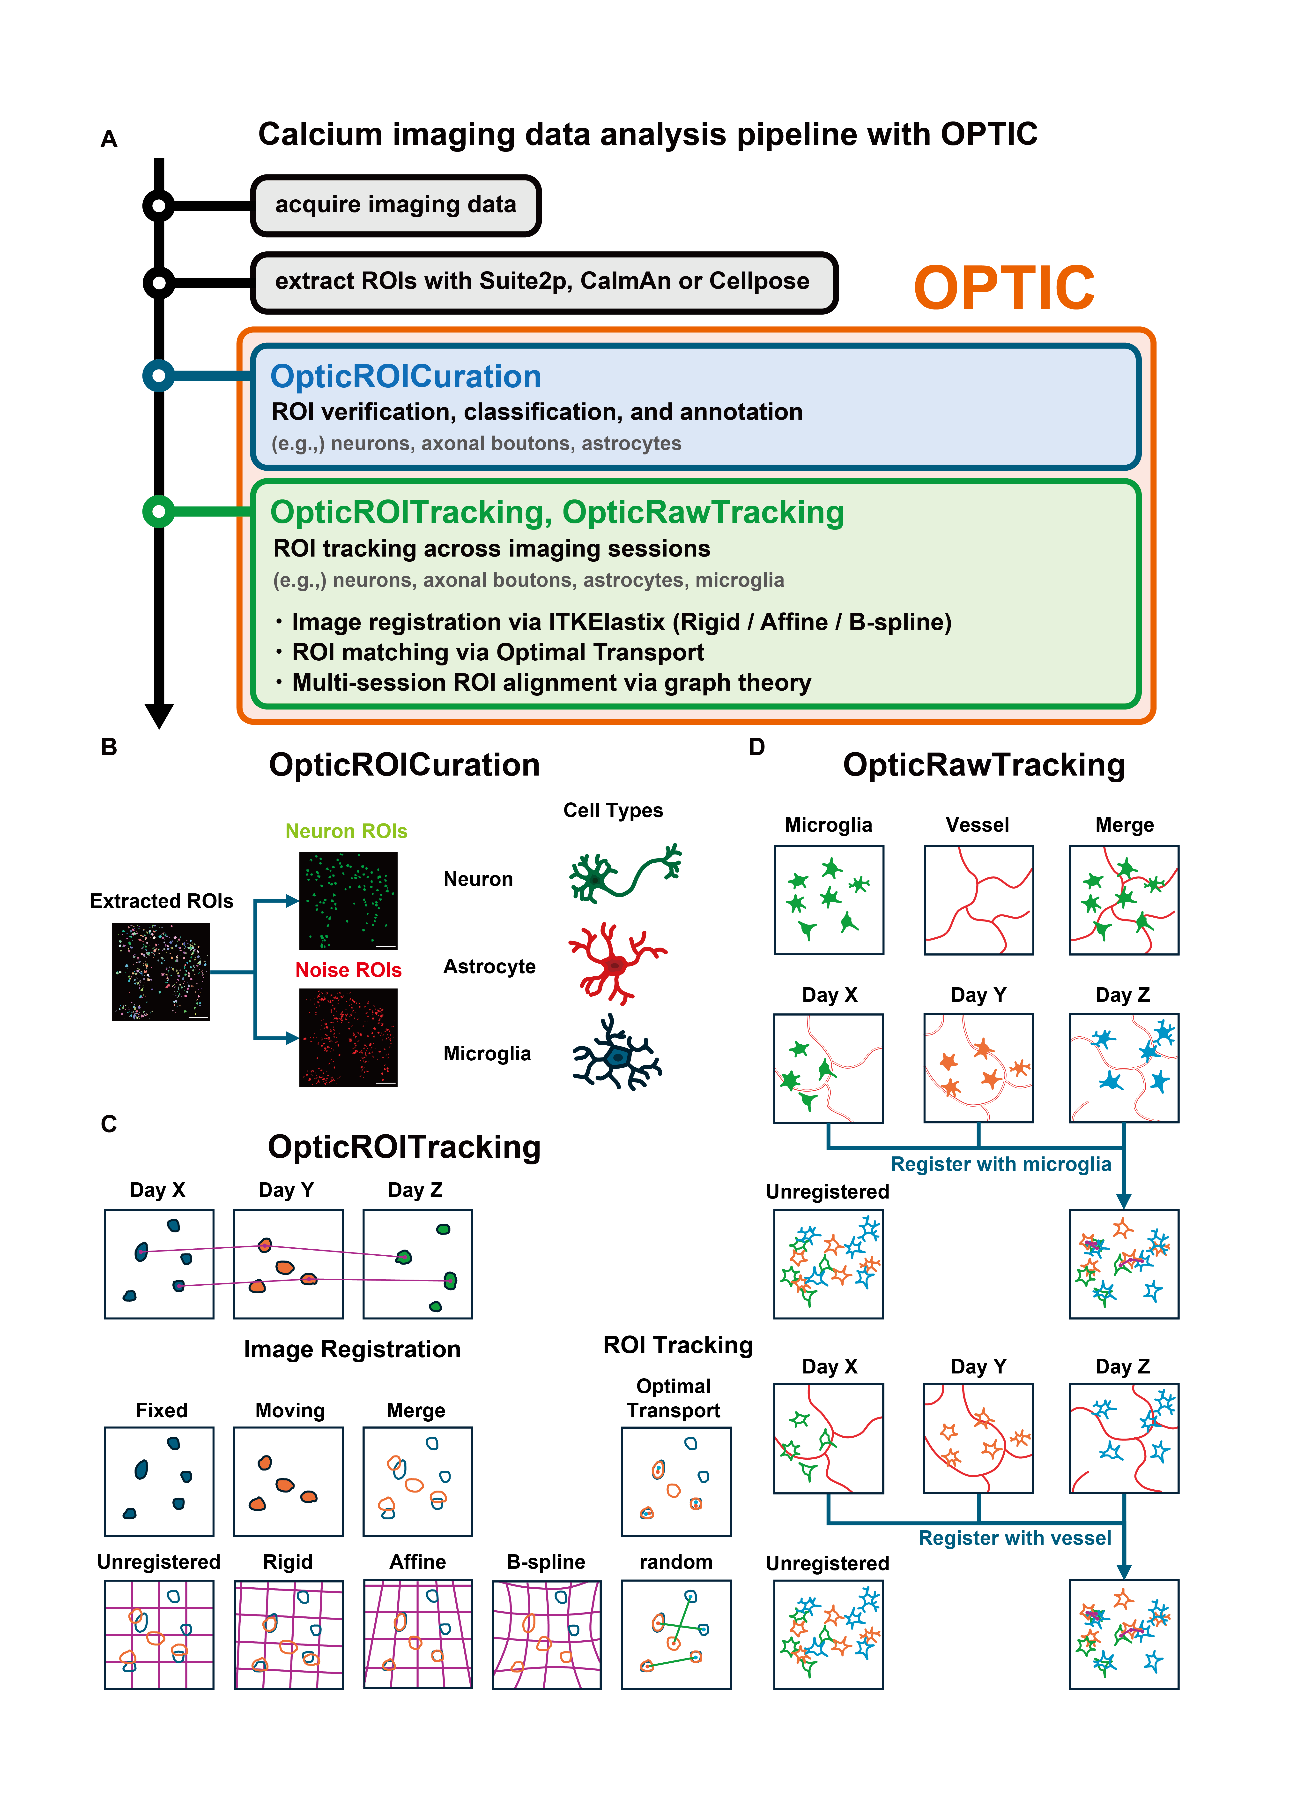 A
Calcium imaging data analysis pipeline with OPTIC
acquire imaging data
extract ROIs with Suite2p, CaImAn or Cellpose
OPTIC
OpticROICuration
ROI verification, classification, and annotation
(e.g.,) neurons, axonal boutons, astrocytes
OpticROITracking, OpticRawTracking
ROI tracking across imaging sessions
(e.g.,) neurons, axonal boutons, astrocytes, microglia
・Image registration via ITKElastix (Rigid / Affine / B-spline)
・ROI matching via Optimal Transport
・Multi-session ROI alignment via graph theory
B
OpticROICuration
Extracted ROIs
Neuron ROIs
Noise ROIs
Cell Types
Neuron
Astrocyte
Microglia
C
OpticROITracking
Day X Day Y Day Z
Image Registration
ROI Tracking
Fixed Moving Merge
Optimal
Transport
Unregistered Rigid Affine B-spline random
D
OpticRawTracking
Microglia Vessel Merge
Day X Day Y Day Z
Register with microglia
Unregistered
Day X Day Y Day Z
Register with vessel
Unregistered